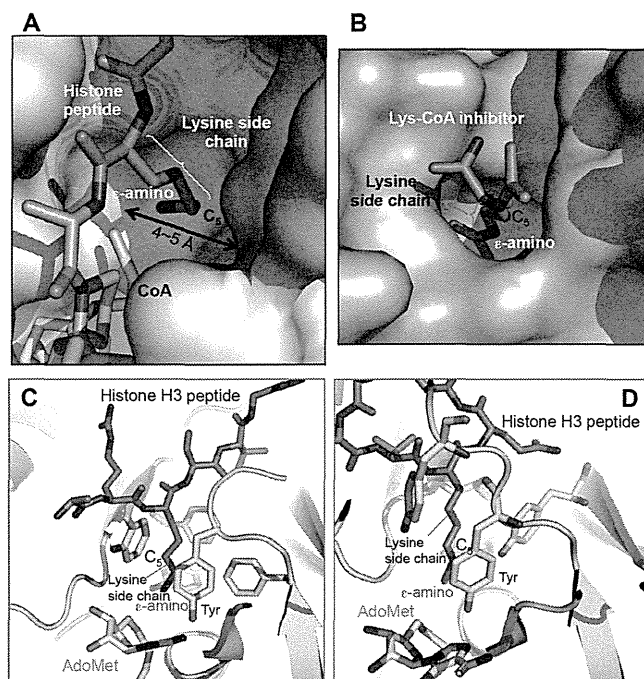 A
Histone
peptide
Lysine side
chain
ε-amino
C5
4~5 Å
CoA
B
Lys-CoA inhibitor
Lysine
side chain
C5
ε-amino
C
Histone H3 peptide
C5
Lysine
side chain
ε-amino
Tyr
AdoMet
D
Histone H3 peptide
Lysine
side chain
C5
ε-amino
Tyr
AdoMet